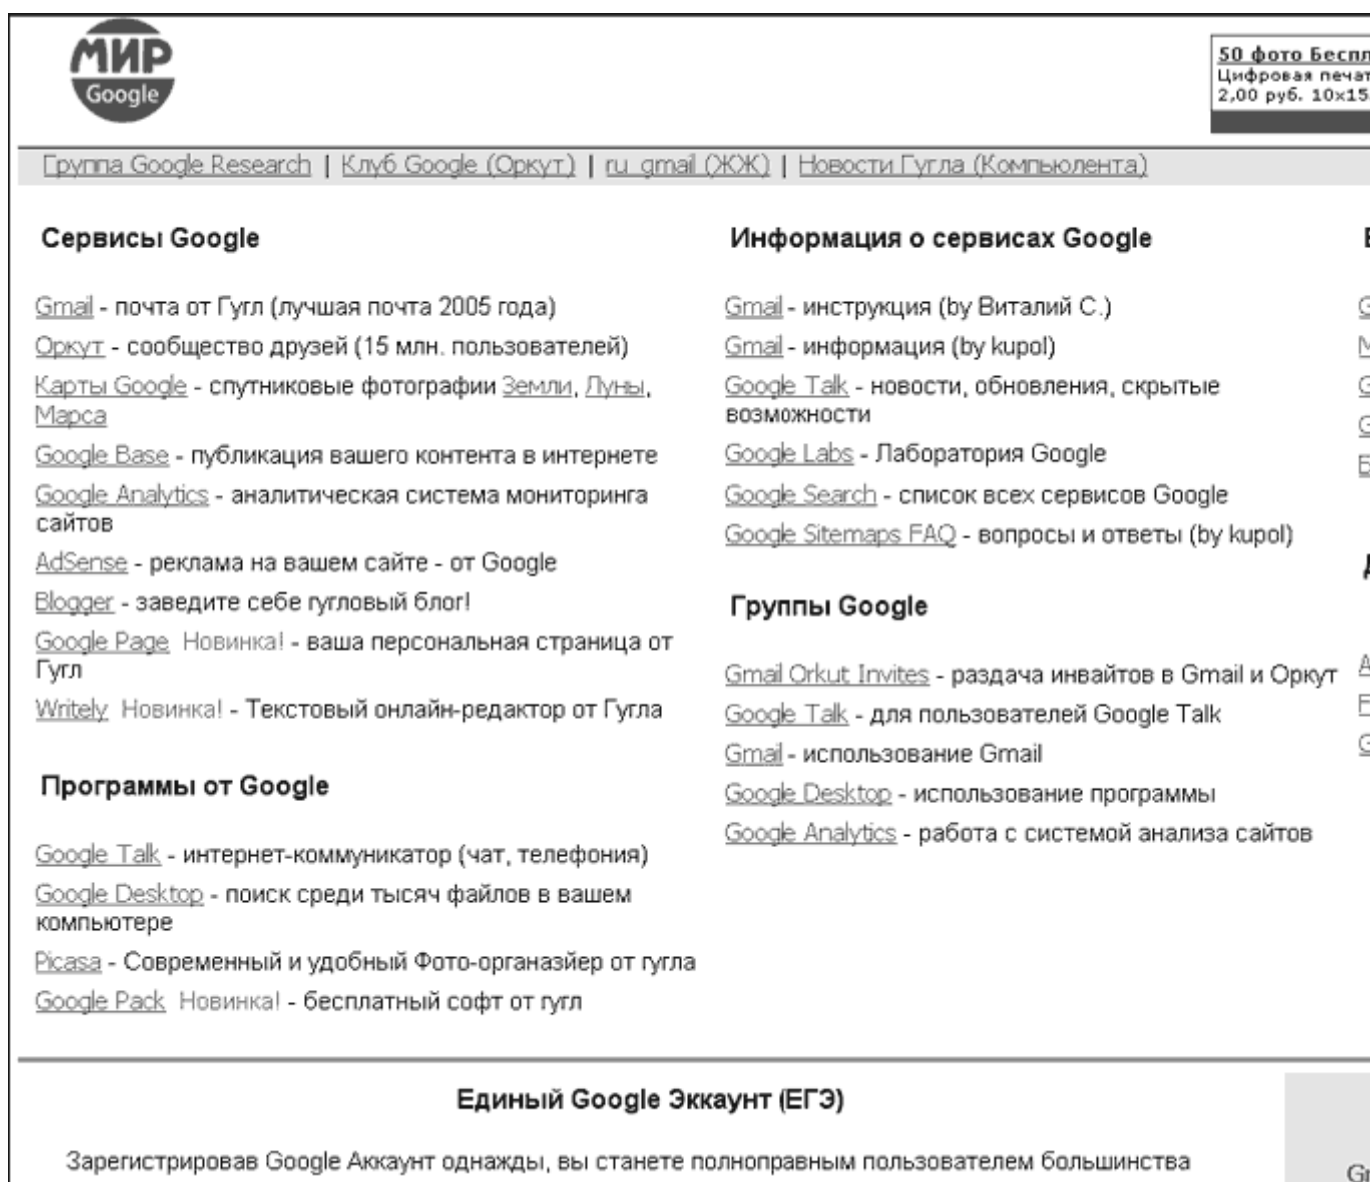 МИР
Google
50 фото
Цифровая
2,00 руб. 10x15
Группа Google Research | Клуб Google (Оркут) | ru_gmail (ЖЖ) | Новости Гугла (Компьюлента)
Сервисы Google
Gmail - почта от Гугл (лучшая почта 2005 года)
Оркут - сообщество друзей (15 млн. пользователей)
Карты Google - спутниковые фотографии Земли, Луны,
Марса
Google Base - публикация вашего контента в интернете
Google Analytics - аналитическая система мониторинга
сайтов
AdSense - реклама на вашем сайте - от Google
Blogger - заведите себе гугловый блог!
Google Page Новинка! - ваша персональная страница от
Гугл
Writely Новинка! - Текстовый онлайн-редактор от Гугла
Программы от Google
Google Talk - интернет-коммуникатор (чат, телефония)
Google Desktop - поиск среди тысяч файлов в вашем
компьютере
Picasa - Современный и удобный Фото-органазйер от гугла
Google Pack Новинка! - бесплатный софт от гугл
Информация о сервисах Google
Gmail - инструкция (by Виталий С.)
Gmail - информация (by kupol)
Google Talk - новости, обновления, скрытые
возможности
Google Labs - Лаборатория Google
Google Search - список всех сервисов Google
Google Sitemaps FAQ - вопросы и ответы (by kupol)
Группы Google
Gmail Orkut Invites - раздача инвайтов в Gmail и Оркут
Google Talk - для пользователей Google Talk
Gmail - использование Gmail
Google Desktop - использование программы
Google Analytics - работа с системой анализа сайтов
Единый Google Эккаунт (ЕГЭ)
Зарегистрировав Google Аккаунт однажды, вы станете полноправным пользователем большинства